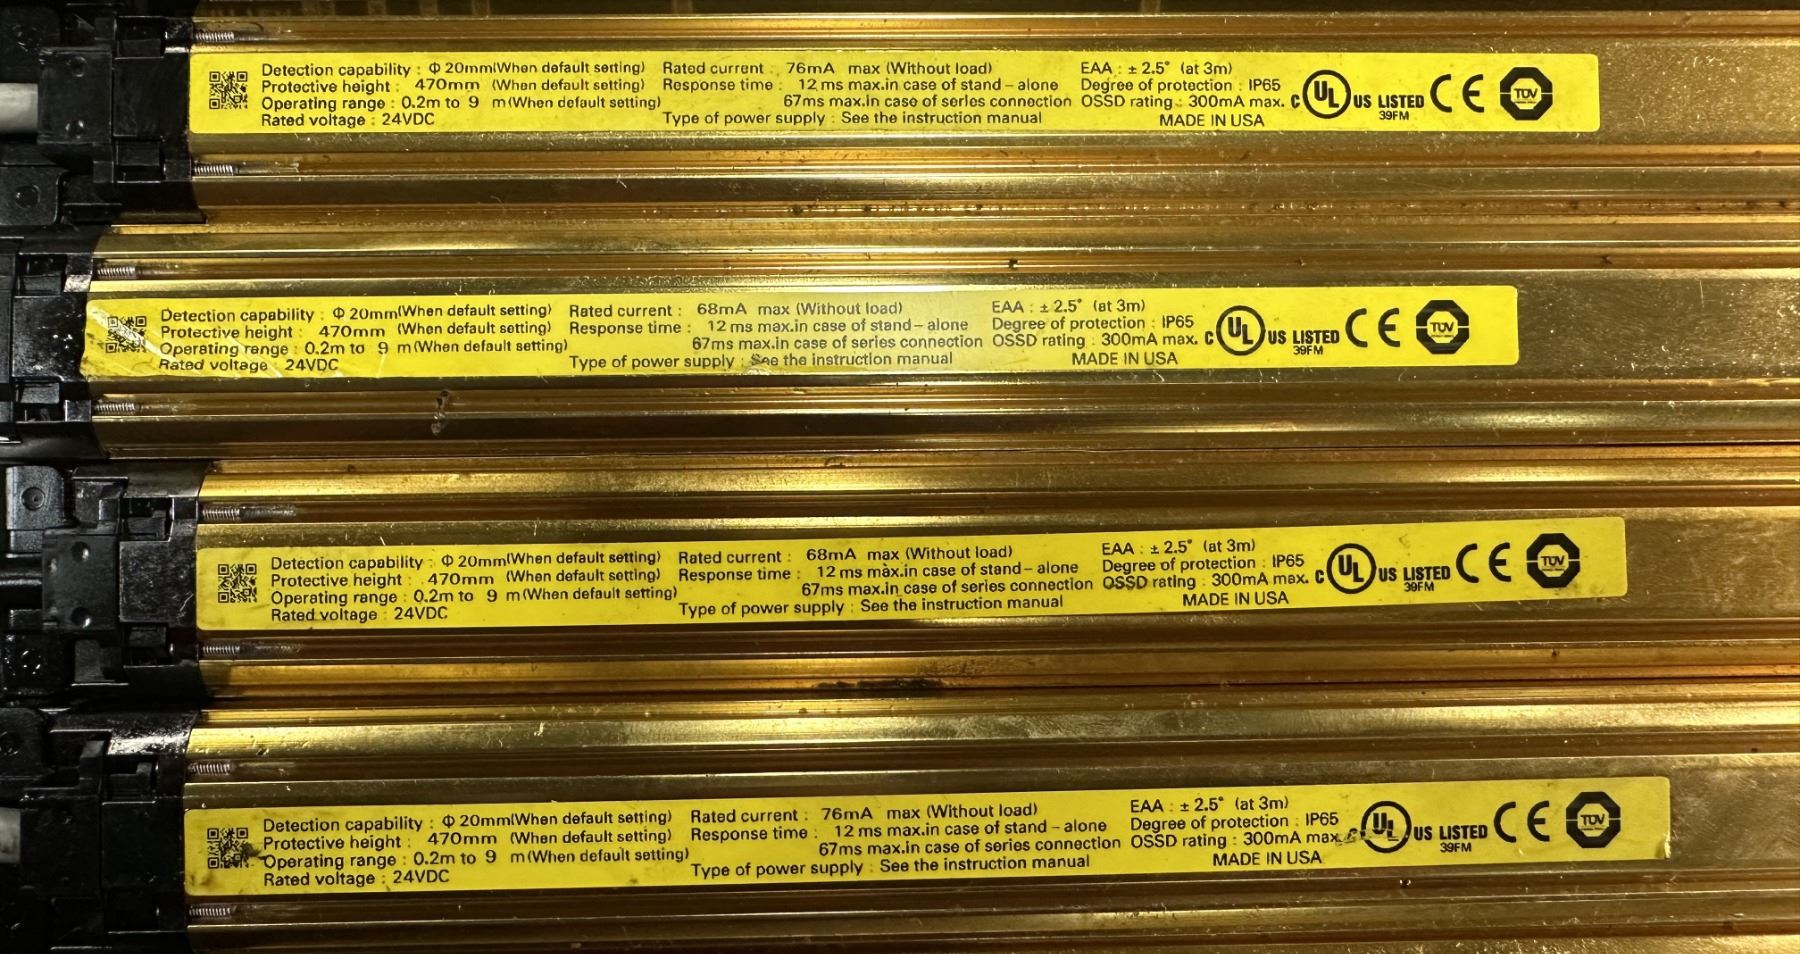 Detection capability : Φ 20mm(When default setting)
Protective height : 470mm (When default setting)
Operating range : 0.2m to 9 m(When default setting)
Rated voltage : 24VDC
Rated current : 76mA max (Without load)
Response time : 12 ms max.in case of stand-alone
67ms max.in case of series connection
Type of power supply : See the instruction manual
EAA : ± 2.5° (at 3m)
Degree of protection : IP65
OSSD rating : 300mA max.
MADE IN USA
C UL US LISTED
39FM
CE
TÜV
Detection capability : Φ 20mm(When default setting)
Protective height : 470mm (When default setting)
Operating range : 0.2m to 9 m(When default setting)
Rated voltage : 24VDC
Rated current : 68mA max (Without load)
Response time : 12 ms max.in case of stand-alone
67ms max.in case of series connection
Type of power supply : See the instruction manual
EAA : ± 2.5° (at 3m)
Degree of protection : IP65
OSSD rating : 300mA max.
MADE IN USA
C UL US LISTED
39FM
CE
TÜV
Detection capability : Φ 20mm(When default setting)
Protective height : 470mm (When default setting)
Operating range : 0.2m to 9 m(When default setting)
Rated voltage : 24VDC
Rated current : 68mA max (Without load)
Response time : 12 ms max.in case of stand-alone
67ms max.in case of series connection
Type of power supply : See the instruction manual
EAA : ± 2.5° (at 3m)
Degree of protection : IP65
OSSD rating : 300mA max.
MADE IN USA
C UL US LISTED
39FM
CE
TÜV
Detection capability : Φ 20mm(When default setting)
Protective height : 470mm (When default setting)
Operating range : 0.2m to 9 m(When default setting)
Rated voltage : 24VDC
Rated current : 76mA max (Without load)
Response time : 12 ms max.in case of stand-alone
67ms max.in case of series connection
Type of power supply : See the instruction manual
EAA : ± 2.5° (at 3m)
Degree of protection : IP65
OSSD rating : 300mA max.
MADE IN USA
C UL US LISTED
39FM
CE
TÜV